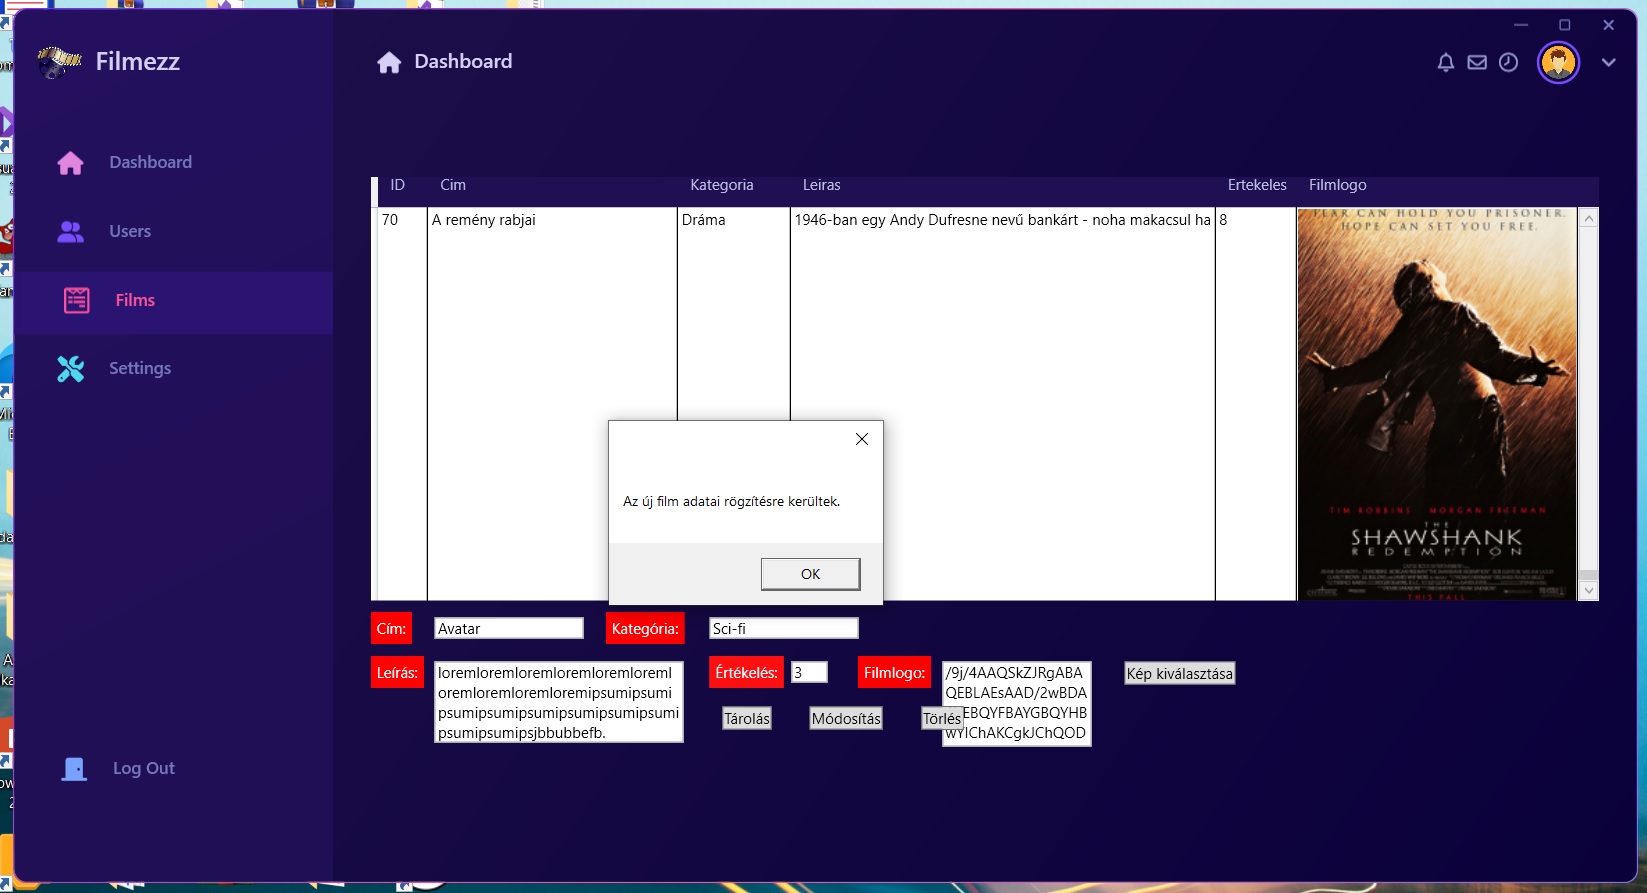 Filmezz
Dashboard
Dashboard
Users
Films
Settings
Log Out
ID Cim Kategoria Leiras Ertekeles Filmlogo
70 A remény rabjai Dráma 1946-ban egy Andy Dufresne nevű bankárt - noha makacsul ha 8
FEAR CAN HOLD YOU PRISONER.
HOPE CAN SET YOU FREE.
TIM ROBBINS MORGAN FREEMAN
THE
SHAWSHANK
REDEMPTION
THIS FALL
Az új film adatai rögzítésre kerültek.
OK
Cím: Avatar Kategória: Sci-fi
Leírás:
loremloremloremloremloremloreml
oremloremloremloremipsumipsumi
psumipsumipsumipsumipsumipsumi
psumipsumipsjbbubbefb.
Értékelés: 3
Filmlogo:
/9j/4AAQSkZJRgABA
QEBLAEsAAD/2wBDA
EBQYFBAYGBQYHB
wYIChAKCgkJChQOD
Kép kiválasztása
Tárolás Módosítás Törlés